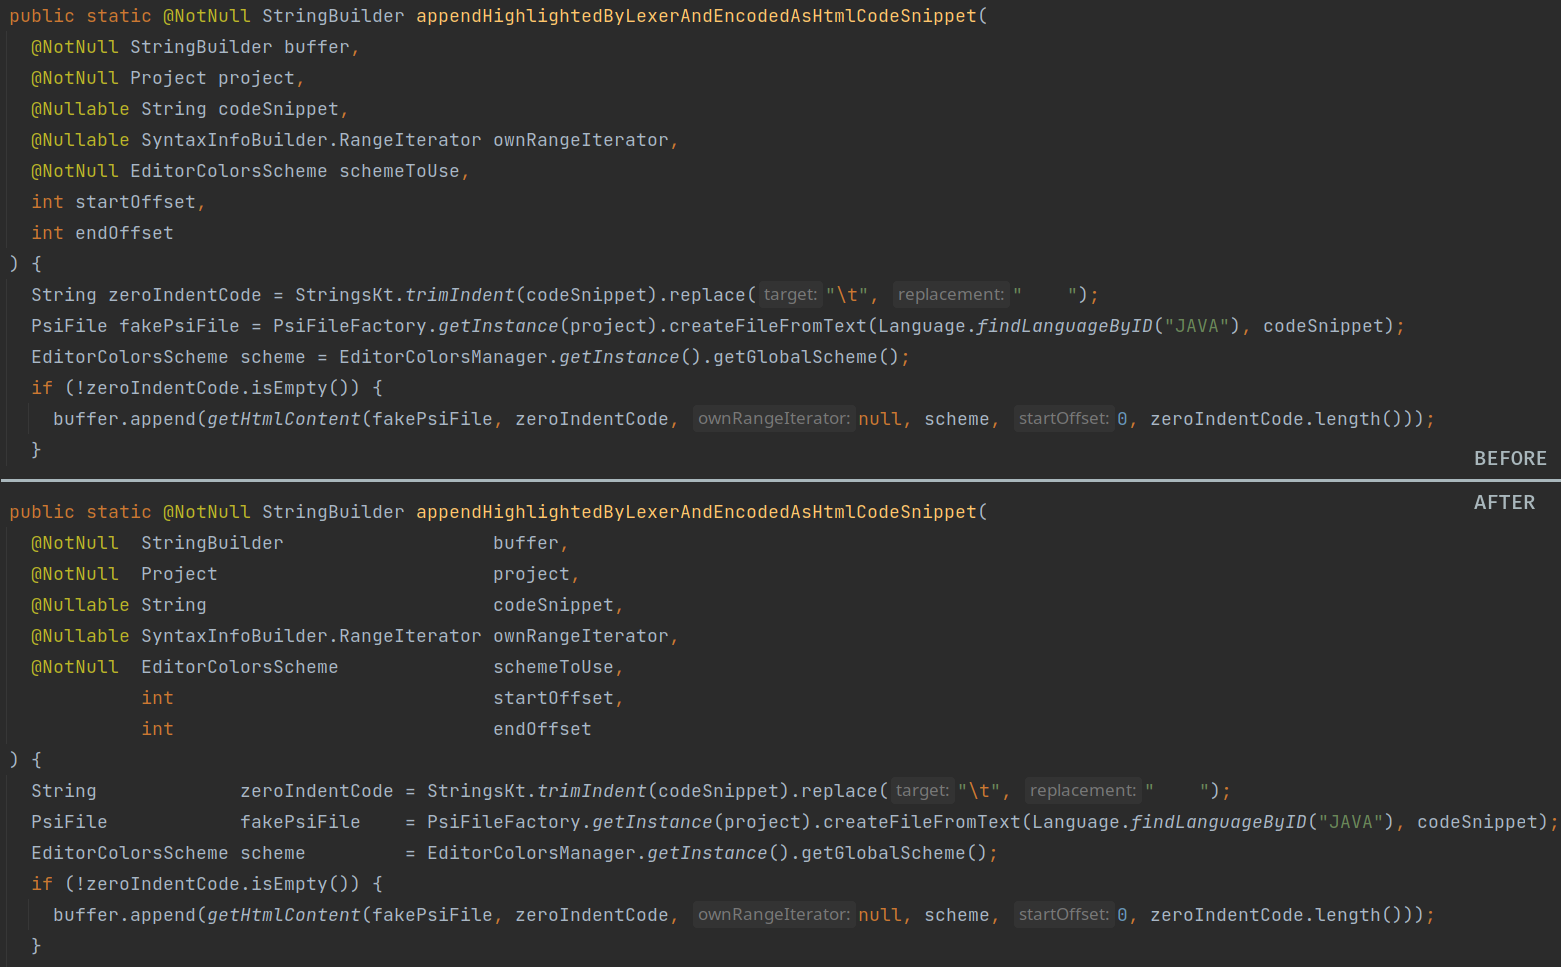 public static @NotNull StringBuilder appendHighlightedByLexerAndEncodedAsHtmlCodeSnippet(
  @NotNull StringBuilder buffer,
  @NotNull Project project,
  @Nullable String codeSnippet,
  @Nullable SyntaxInfoBuilder.RangeIterator ownRangeIterator,
  @NotNull EditorColorsScheme schemeToUse,
  int startOffset,
  int endOffset
) {
  String zeroIndentCode = StringsKt.trimIndent(codeSnippet).replace( target: "\t", replacement: "    ");
  PsiFile fakePsiFile = PsiFileFactory.getInstance(project).createFileFromText(Language.findLanguageByID("JAVA"), codeSnippet);
  EditorColorsScheme scheme = EditorColorsManager.getInstance().getGlobalScheme();
  if (!zeroIndentCode.isEmpty()) {
    buffer.append(getHtmlContent(fakePsiFile, zeroIndentCode, ownRangeIterator: null, scheme, startOffset: 0, zeroIndentCode.length()));
  }
BEFORE
AFTER
public static @NotNull StringBuilder appendHighlightedByLexerAndEncodedAsHtmlCodeSnippet(
  @NotNull  StringBuilder                   buffer,
  @NotNull  Project                         project,
  @Nullable String                          codeSnippet,
  @Nullable SyntaxInfoBuilder.RangeIterator ownRangeIterator,
  @NotNull  EditorColorsScheme              schemeToUse,
            int                             startOffset,
            int                             endOffset
) {
  String             zeroIndentCode = StringsKt.trimIndent(codeSnippet).replace( target: "\t", replacement: "    ");
  PsiFile            fakePsiFile    = PsiFileFactory.getInstance(project).createFileFromText(Language.findLanguageByID("JAVA"), codeSnippet);
  EditorColorsScheme scheme         = EditorColorsManager.getInstance().getGlobalScheme();
  if (!zeroIndentCode.isEmpty()) {
    buffer.append(getHtmlContent(fakePsiFile, zeroIndentCode, ownRangeIterator: null, scheme, startOffset: 0, zeroIndentCode.length()));
  }